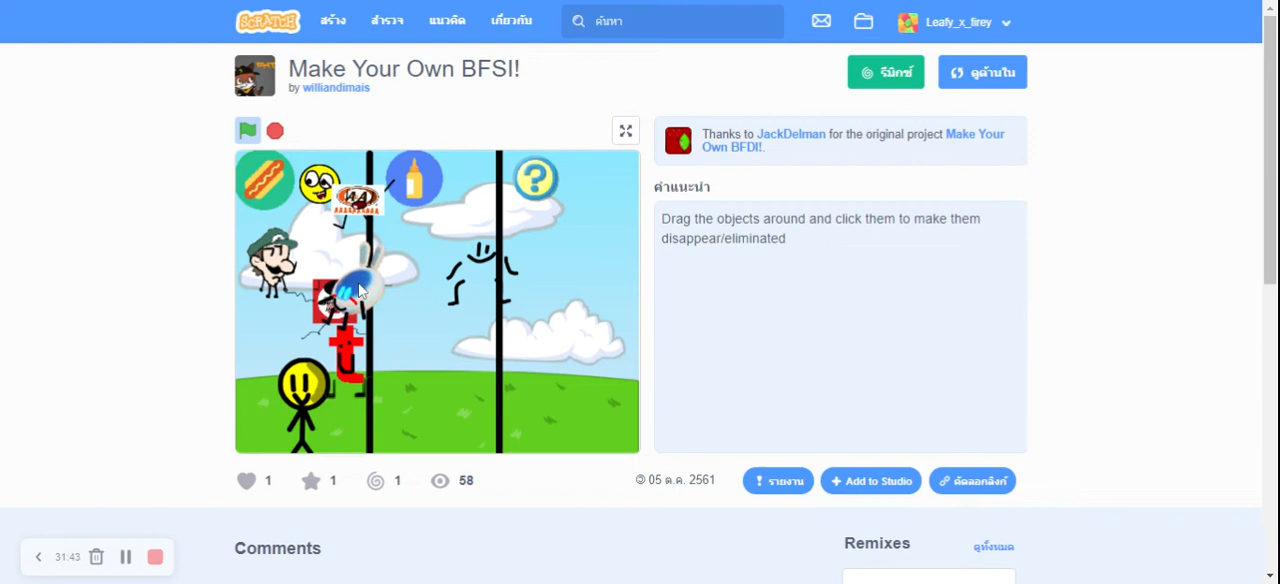 SCRATCH
สร้าง
สำรวจ
แนวคิด
เกี่ยวกับ
ค้นหา
Leafy_x_firey
Make Your Own BFSI!
by williandimais
รีมิกซ์
ดูด้านใน
Thanks to JackDelman for the original project Make Your
Own BFDI!.
คำแนะนำ
Drag the objects around and click them to make them
disappear/eliminated
?
t
1
1
1
58
© 05 ต.ค. 2561
รายงาน
Add to Studio
คัดลอกลิงก์
31:43
Comments
Remixes
ดูทั้งหมด